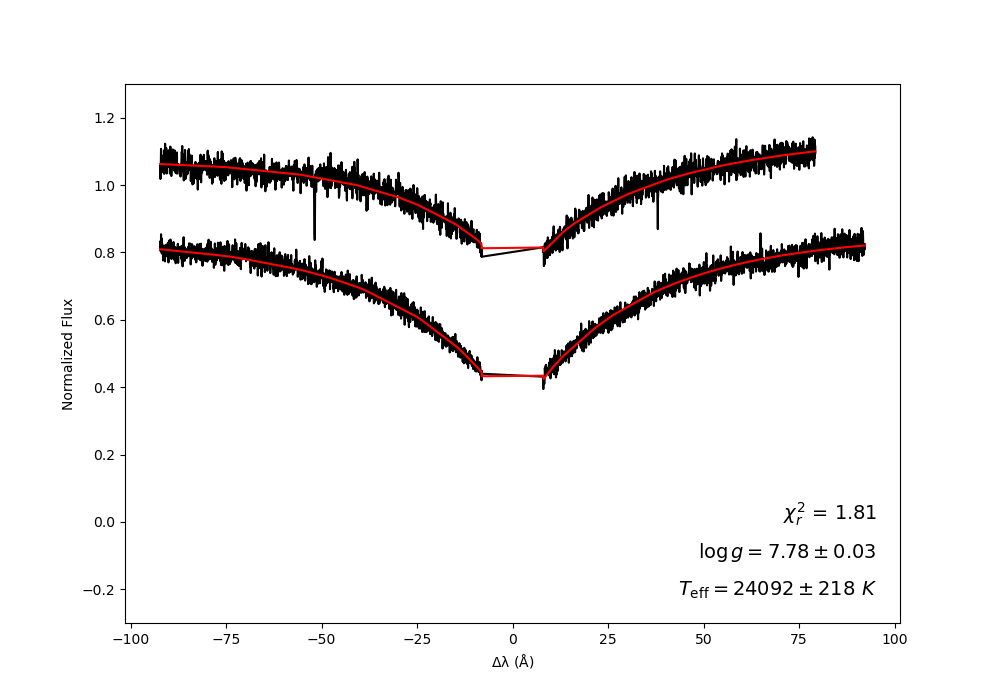 1.2
1.0
0.8
0.6
0.4
0.2
0.0
−0.2
Normalized Flux
χ²ᵣ = 1.81
log g = 7.78 ± 0.03
T_eff = 24092 ± 218 K
−100 −75 −50 −25 0 25 50 75 100
Δλ (Å)